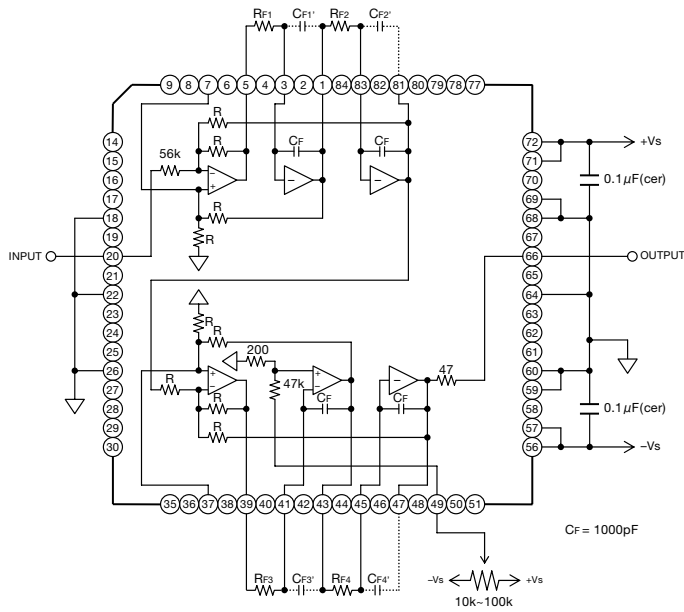 RF1 CF1' RF2 CF2'
9 8 7 6 5 4 3 2 1 84 83 82 81 80 79 78 77
14
15
16
17
18
19
20
21
22
23
24
25
26
27
28
29
30
72
71
70
69
68
67
66
65
64
63
62
61
60
59
58
57
56
R
R
56k
CF
CF
R
R
INPUT
OUTPUT
+Vs
0.1μF(cer)
0.1μF(cer)
−Vs
R
R
200
47
R
47k
CF
CF
R
R
35 36 37 38 39 40 41 42 43 44 45 46 47 48 49 50 51
CF = 1000pF
RF3 CF3' RF4 CF4'
−Vs +Vs
10k~100k